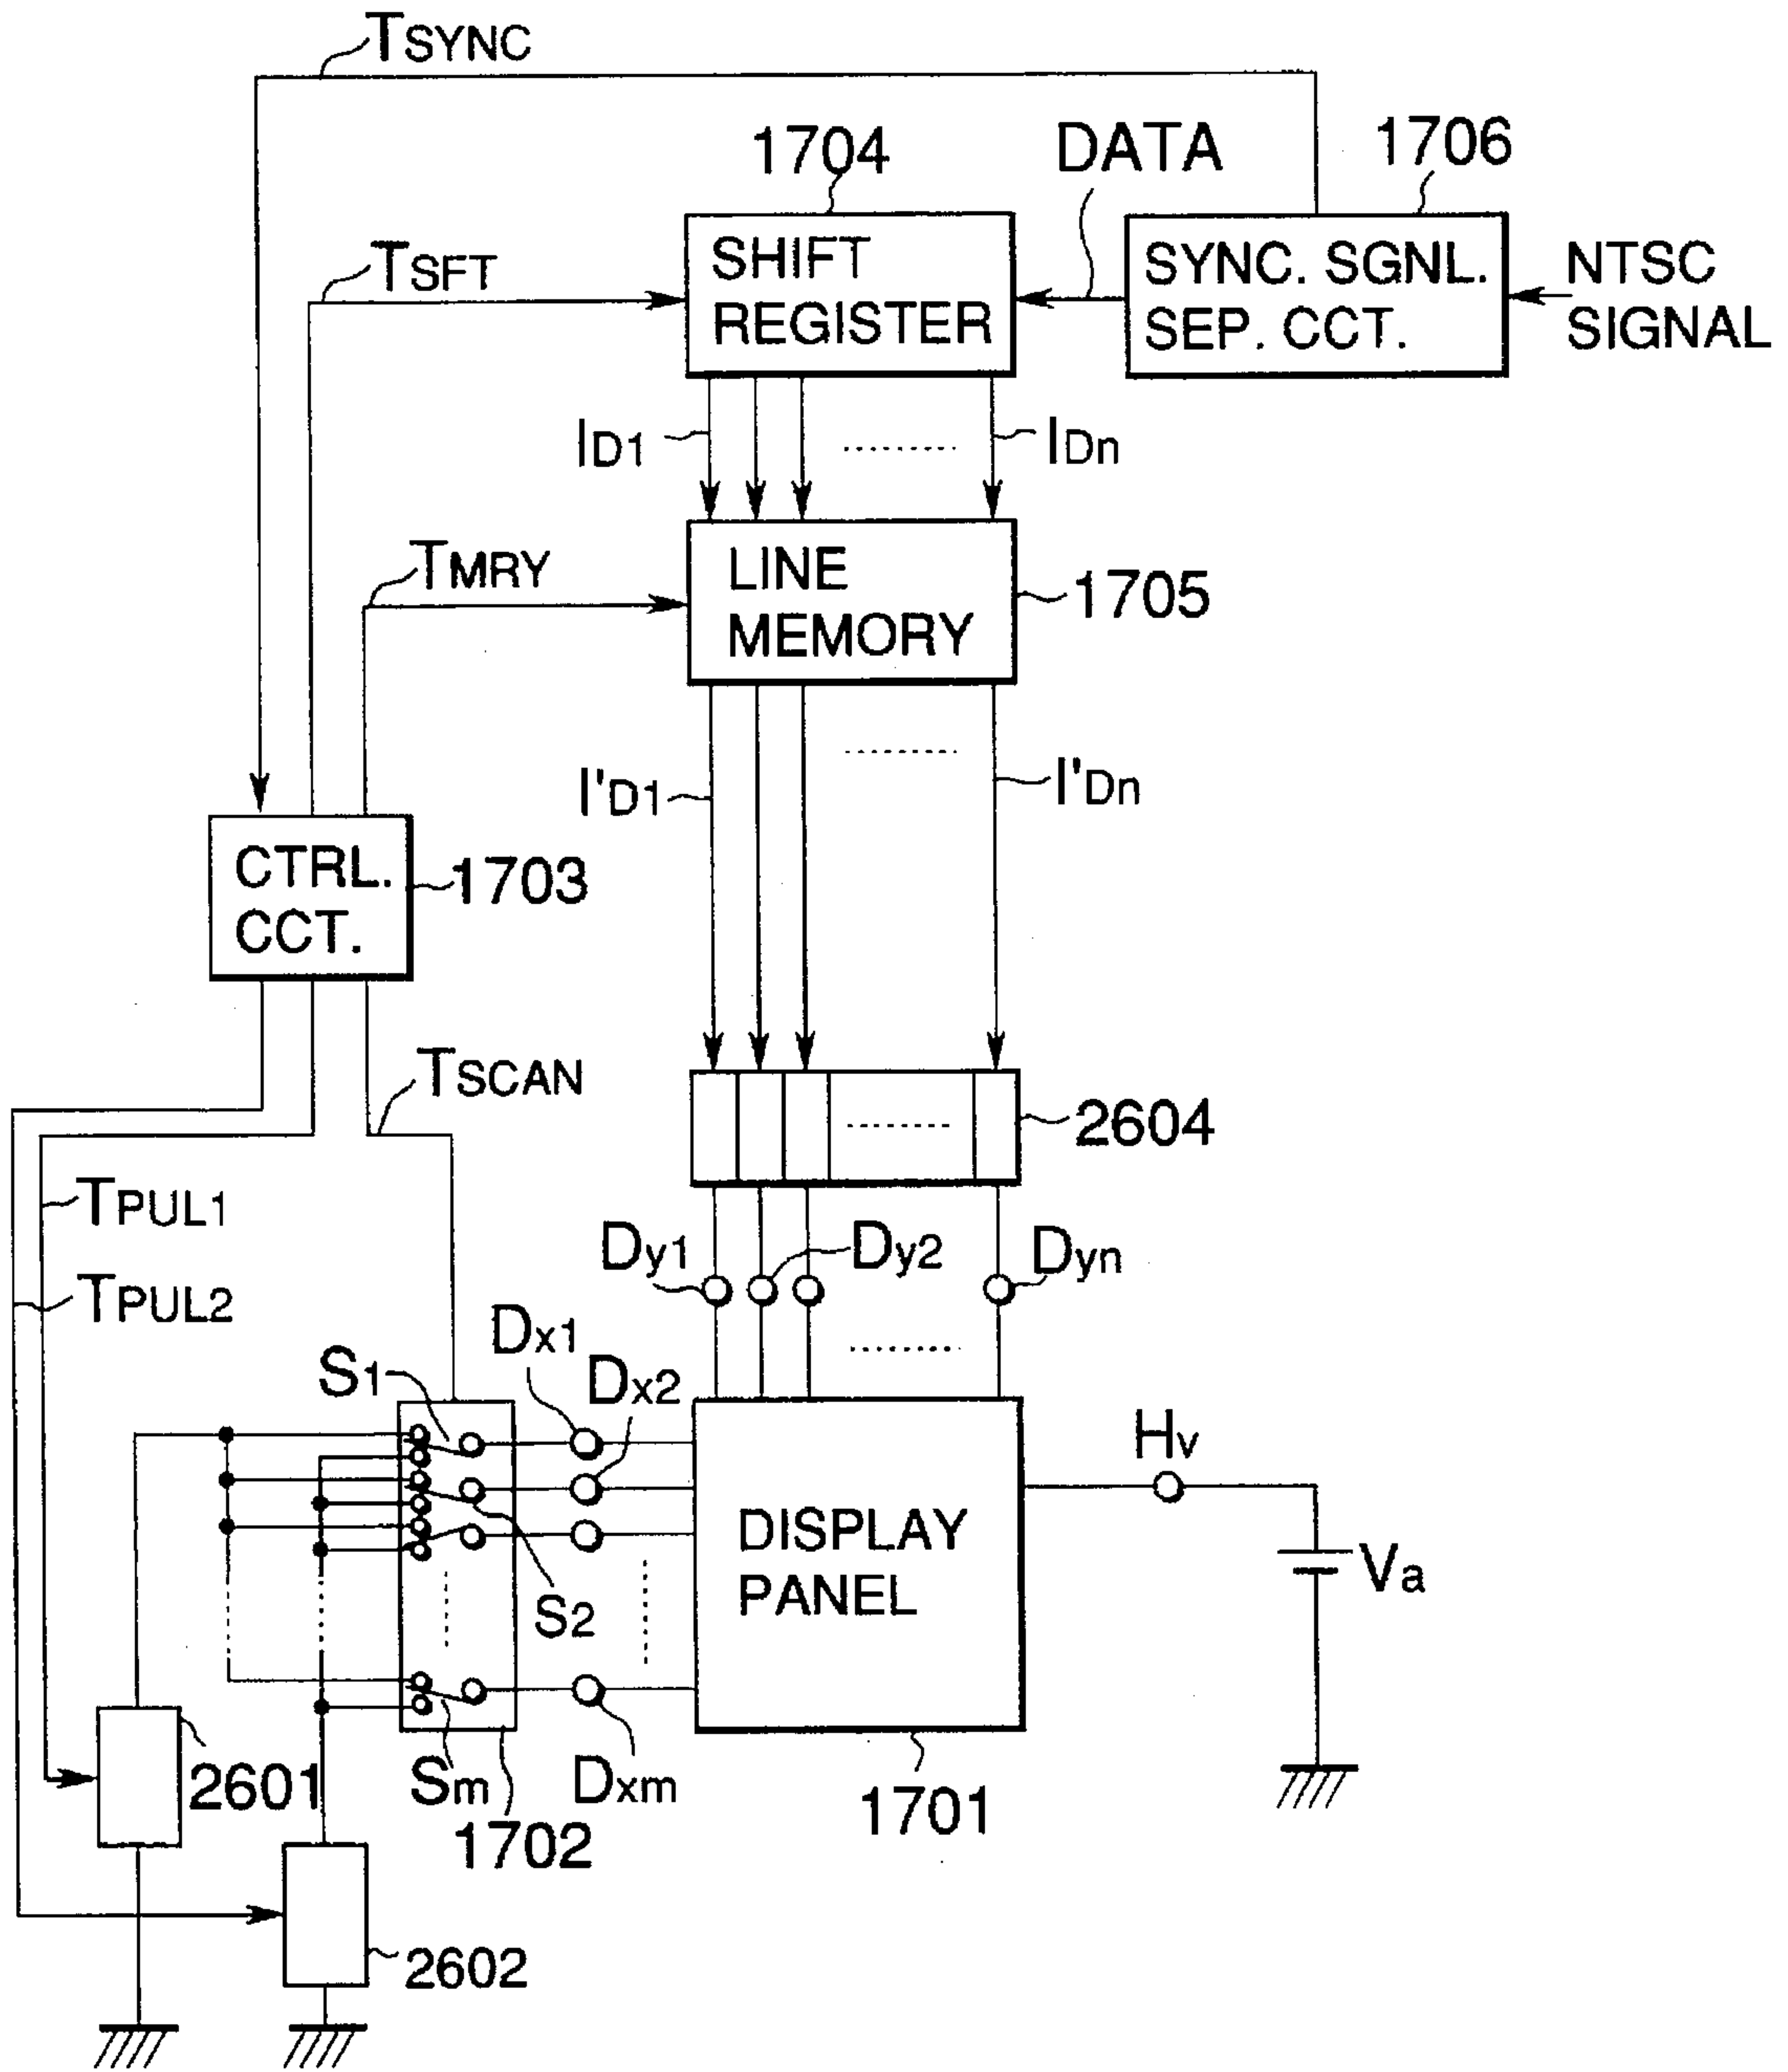 TSYNC
1704
DATA
1706
TSFT
SHIFT
REGISTER
SYNC. SGNL.
SEP. CCT.
NTSC
SIGNAL
ID1
IDn
TMRY
LINE
MEMORY
1705
I'D1
I'Dn
CTRL.
CCT.
1703
TSCAN
2604
TPUL1
TPUL2
Dy1
Dy2
Dyn
S1
Dx1
Dx2
Hv
DISPLAY
PANEL
Va
S2
Sm
Dxm
2601
1702
1701
2602